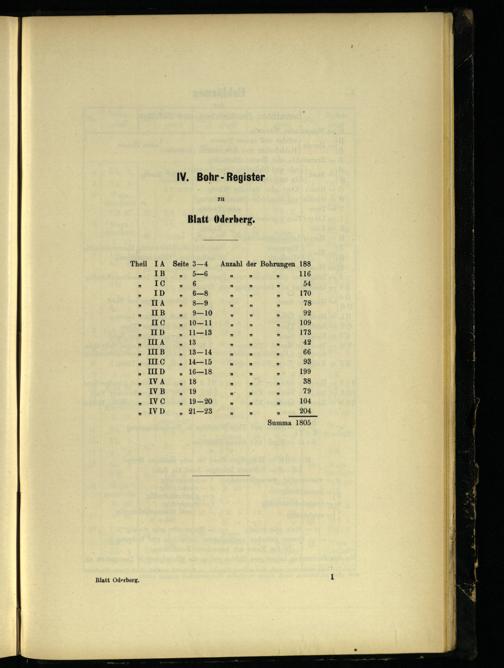 IV. Bohr-Register
zu
Blatt Oderberg.
Theil I A Seite 3—4 Anzahl der Bohrungen 188
„ I B „ 5—6 „ „ „ 116
„ I C „ 6 „ „ „ 54
„ I D „ 6—8 „ „ „ 170
„ II A „ 8—9 „ „ „ 78
„ II B „ 9—10 „ „ „ 92
„ II C „ 10—11 „ „ „ 109
„ II D „ 11—13 „ „ „ 173
„ III A „ 13 „ „ „ 42
„ III B „ 13—14 „ „ „ 66
„ III C „ 14—15 „ „ „ 93
„ III D „ 16—18 „ „ „ 199
„ IV A „ 18 „ „ „ 38
„ IV B „ 19 „ „ „ 79
„ IV C „ 19—20 „ „ „ 104
„ IV D „ 21—23 „ „ „ 204
Summa 1805
Blatt Oderberg. 1